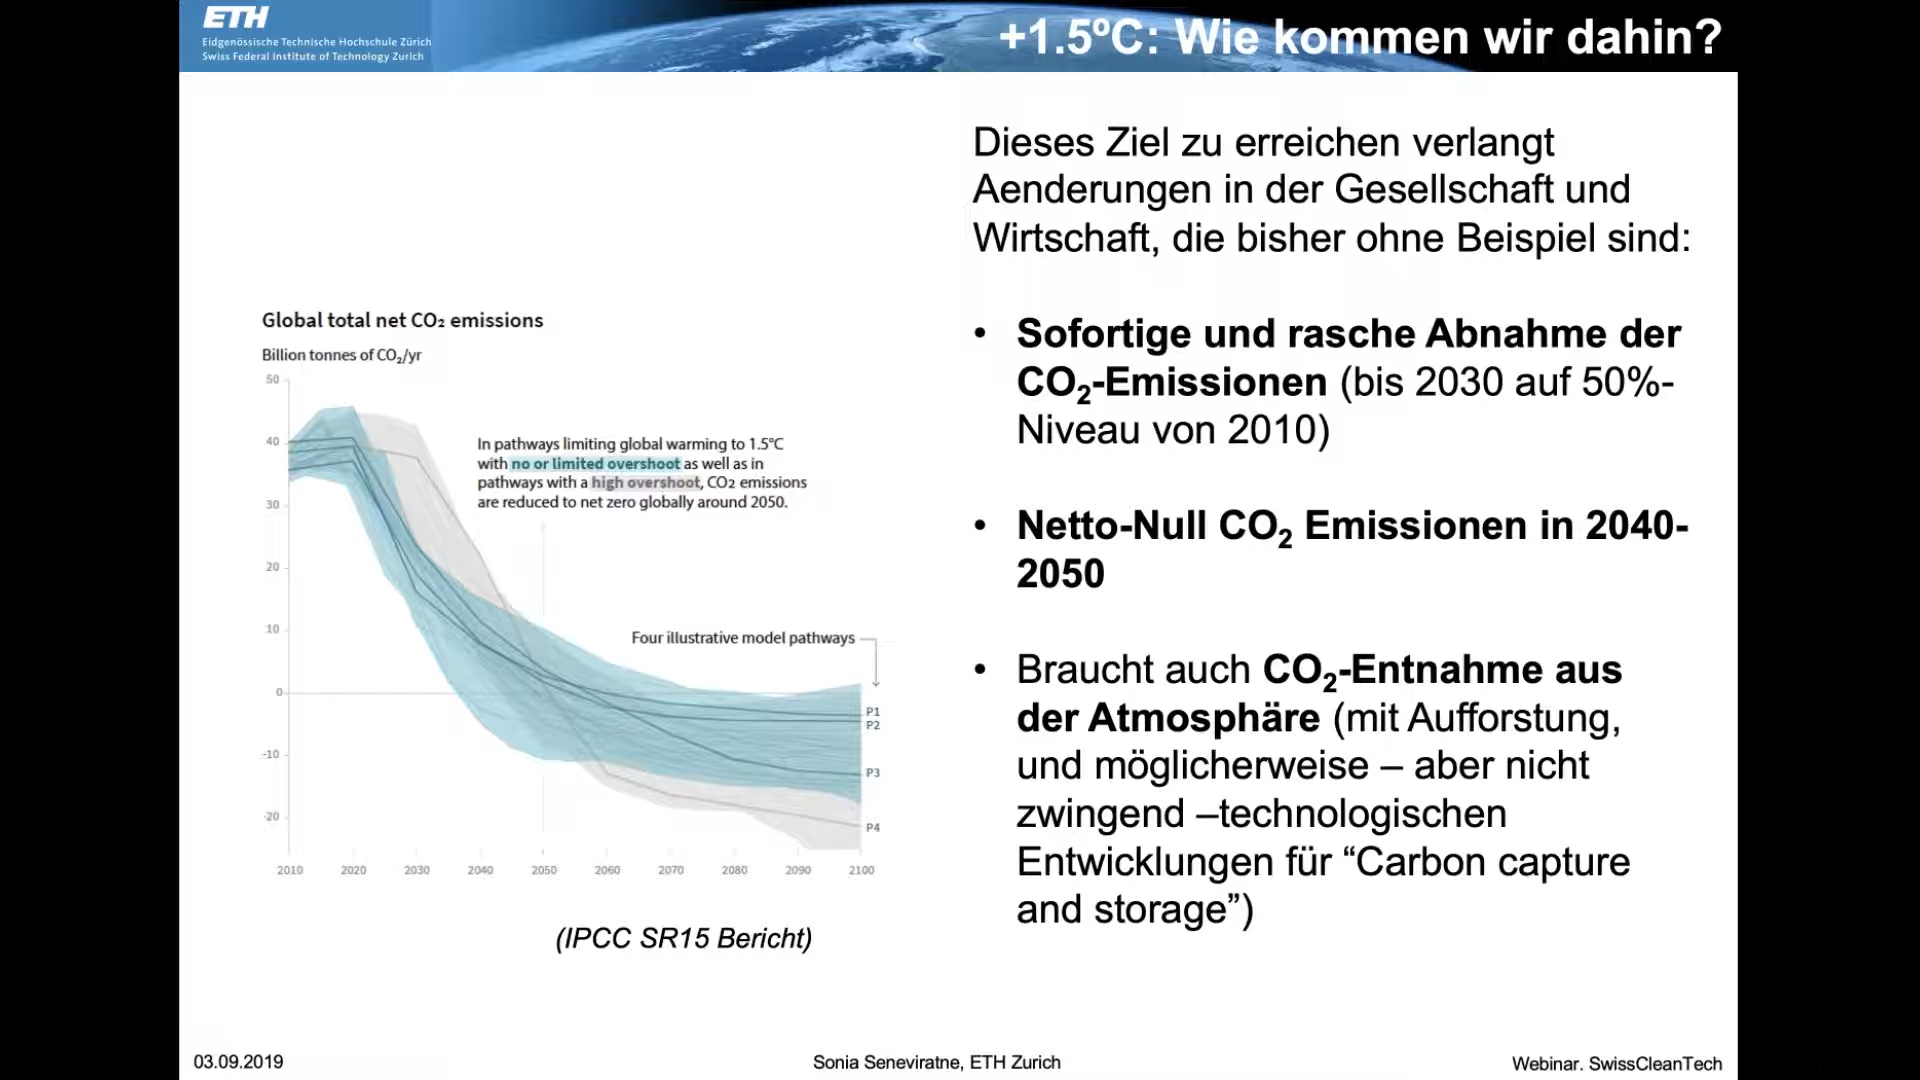 ETH
Eidgenössische Technische Hochschule Zürich
Swiss Federal Institute of Technology Zurich
+1.5ºC: Wie kommen wir dahin?
Dieses Ziel zu erreichen verlangt
Aenderungen in der Gesellschaft und
Wirtschaft, die bisher ohne Beispiel sind:
• Sofortige und rasche Abnahme der
CO₂-Emissionen (bis 2030 auf 50%-
Niveau von 2010)
• Netto-Null CO₂ Emissionen in 2040-
2050
• Braucht auch CO₂-Entnahme aus
der Atmosphäre (mit Aufforstung,
und möglicherweise – aber nicht
zwingend –technologischen
Entwicklungen für “Carbon capture
and storage”)
Global total net CO₂ emissions
Billion tonnes of CO₂/yr
50
40
30
20
10
0
-10
-20
In pathways limiting global warming to 1.5°C
with no or limited overshoot as well as in
pathways with a high overshoot, CO₂ emissions
are reduced to net zero globally around 2050.
Four illustrative model pathways
P1
P2
P3
P4
2010 2020 2030 2040 2050 2060 2070 2080 2090 2100
(IPCC SR15 Bericht)
03.09.2019
Sonia Seneviratne, ETH Zurich
Webinar. SwissCleanTech